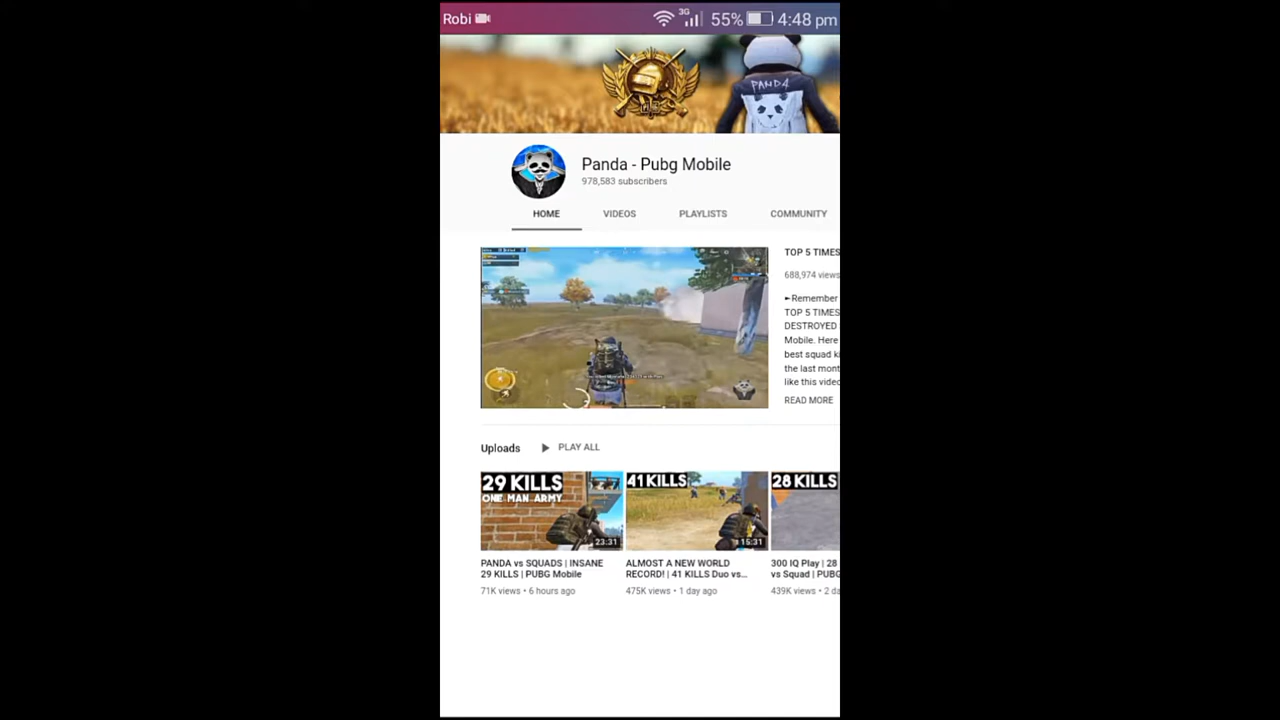 Robi 3G 55% 4:48 pm
PANDA
Panda - Pubg Mobile
978,583 subscribers
HOME VIDEOS PLAYLISTS COMMUNITY
TOP 5 TIMES
688,974 views
►Remember
TOP 5 TIMES
DESTROYED
Mobile. Here
best squad ki
the last mont
like this video
READ MORE
Uploads PLAY ALL
29 KILLS
ONE MAN ARMY
23:31
PANDA vs SQUADS | INSANE
29 KILLS | PUBG Mobile
71K views • 6 hours ago
41 KILLS
15:31
ALMOST A NEW WORLD
RECORD! | 41 KILLS Duo vs...
475K views • 1 day ago
28 KILLS
300 IQ Play | 28
vs Squad | PUBG
439K views • 2 da